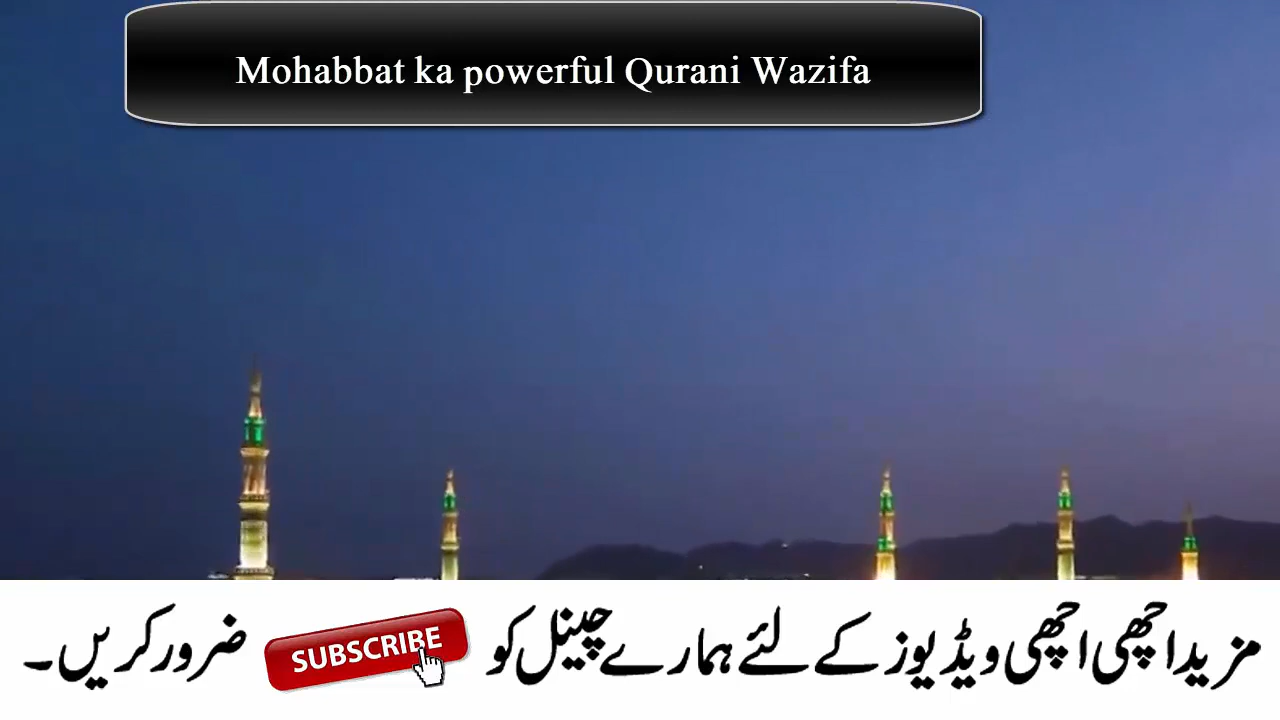 Mohabbat ka powerful Qurani Wazifa
مزید اچھی اچھی ویڈیوز کے لئے ہمارے چینل کو SUBSCRIBE ضرور کریں۔